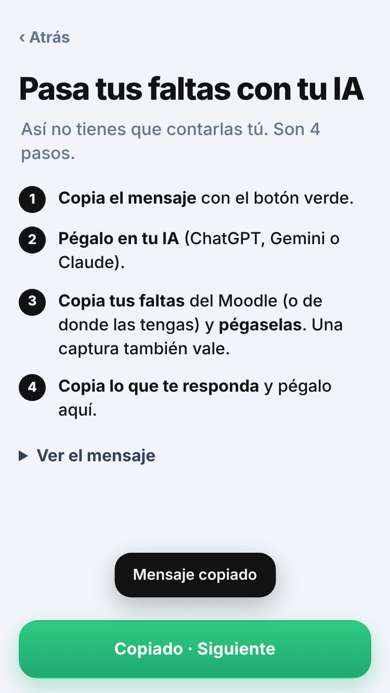 ‹ Atrás
Pasa tus faltas con tu IA
Así no tienes que contarlas tú. Son 4
pasos.
1 Copia el mensaje con el botón verde.
2 Pégalo en tu IA (ChatGPT, Gemini o
Claude).
3 Copia tus faltas del Moodle (o de
donde las tengas) y pégaselas. Una
captura también vale.
4 Copia lo que te responda y pégalo
aquí.
▶ Ver el mensaje
Mensaje copiado
Copiado · Siguiente